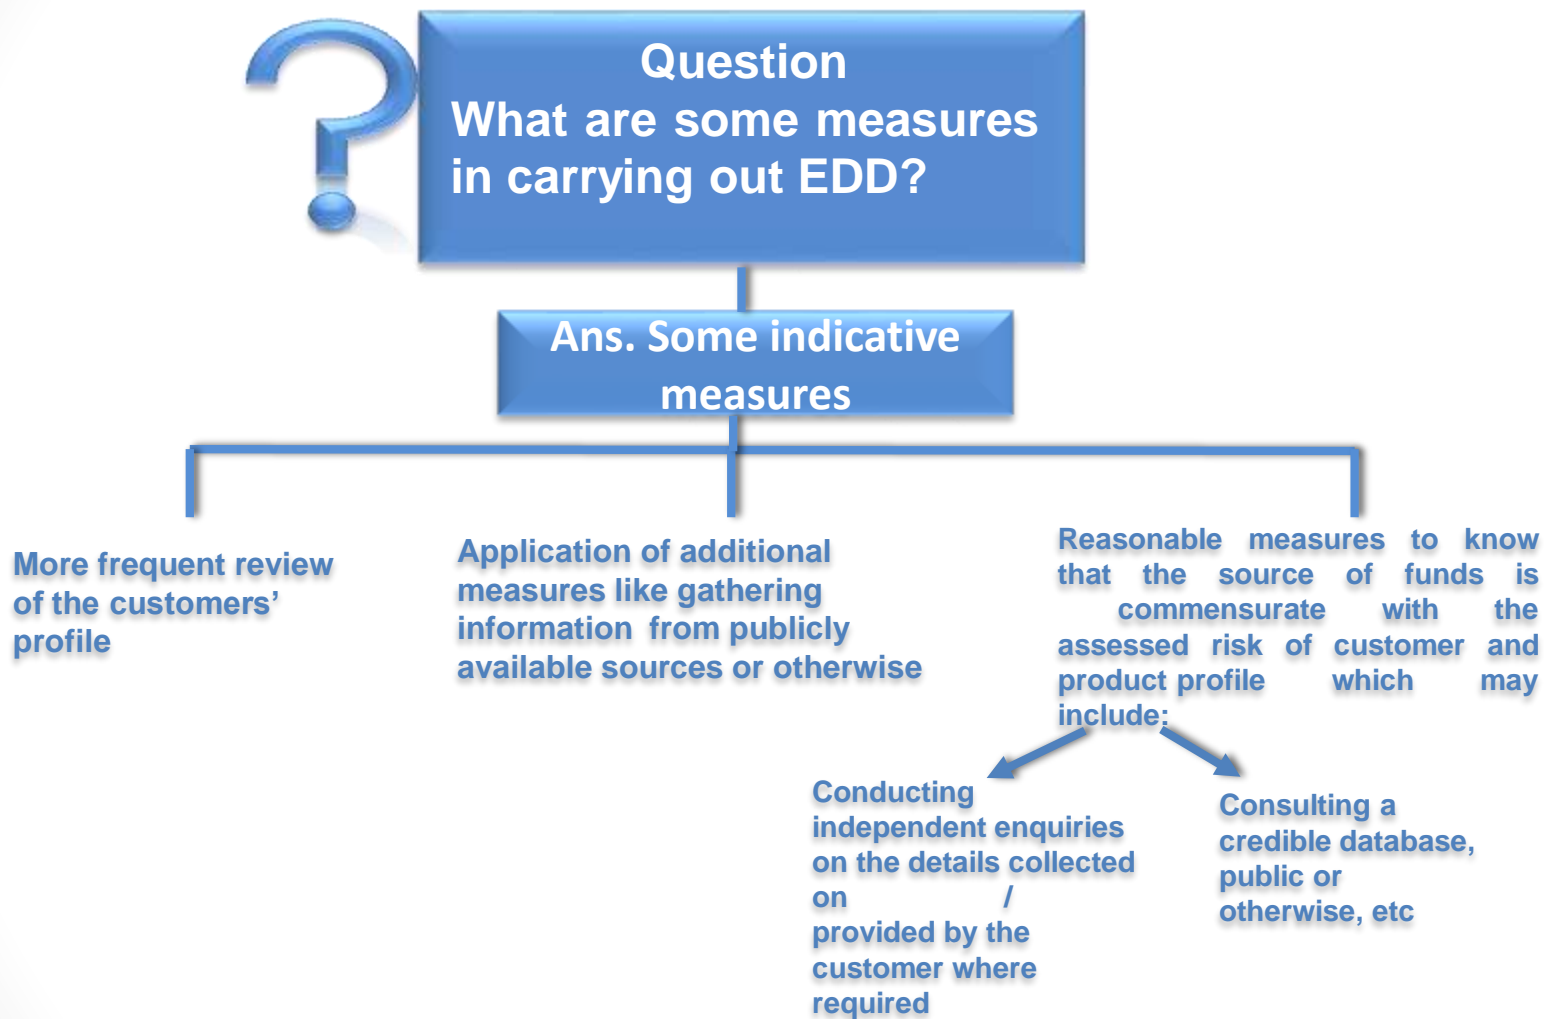 ?
Question
What are some measures
in carrying out EDD?
Ans. Some indicative
measures
More frequent review
of the customers’
profile
Application of additional
measures like gathering
information from publicly
available sources or otherwise
Reasonable measures to know
that the source of funds is
commensurate with the
assessed risk of customer and
product profile which may
include:
Conducting
independent enquiries
on the details collected
on /
provided by the
customer where
required
Consulting a
credible database,
public or
otherwise, etc